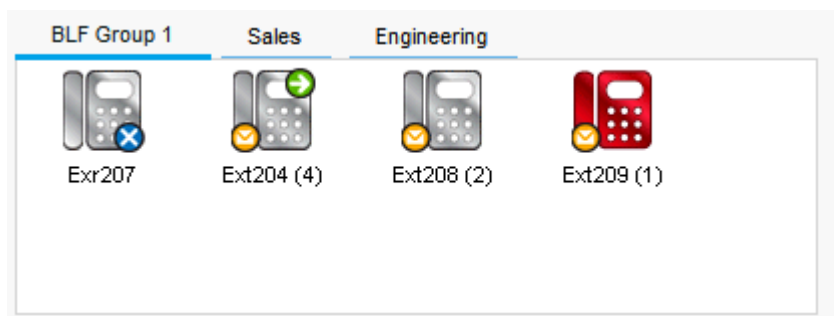 BLF Group 1 Sales Engineering
Exr207 Ext204 (4) Ext208 (2) Ext209 (1)